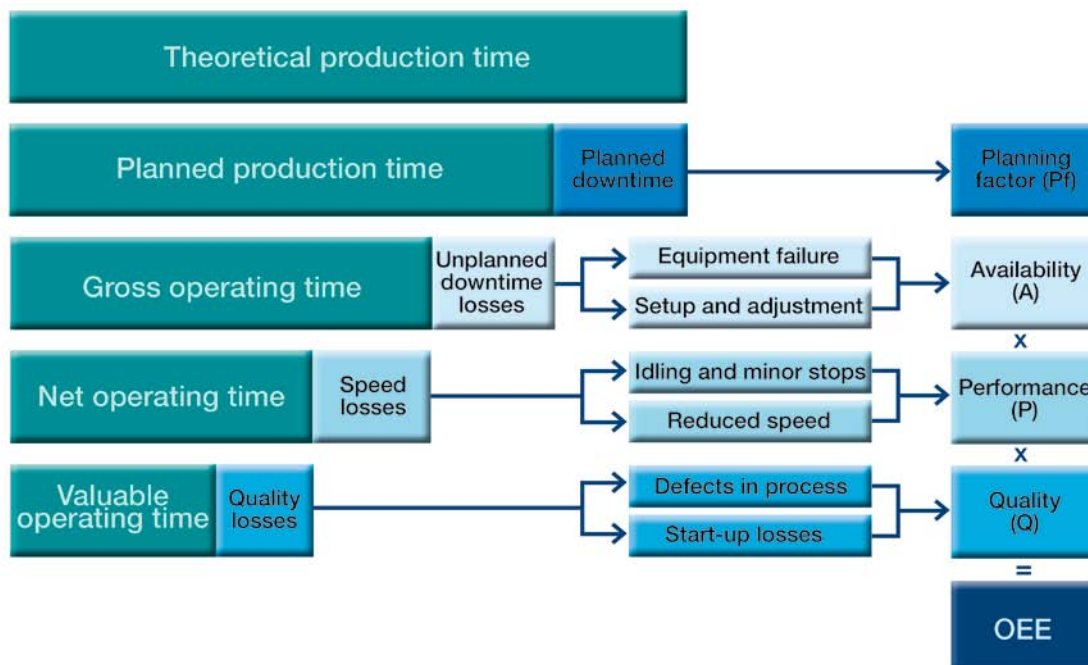 Theoretical production time
Planned production time
Planned
downtime
Planning
factor (Pf)
Gross operating time
Unplanned
downtime
losses
Equipment failure
Setup and adjustment
Availability
(A)
x
Net operating time
Speed
losses
Idling and minor stops
Reduced speed
Performance
(P)
x
Valuable
operating time
Quality
losses
Defects in process
Start-up losses
Quality
(Q)
=
OEE